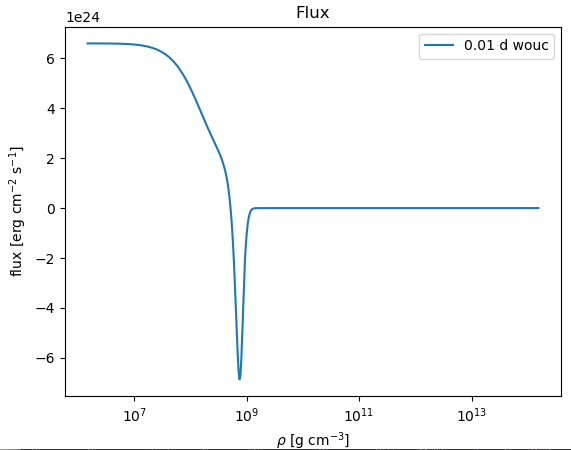 Flux
1e24
0.01 d wouc
6
4
2
0
−2
−4
−6
flux [erg cm⁻² s⁻¹]
10⁷ 10⁹ 10¹¹ 10¹³
ρ [g cm⁻³]